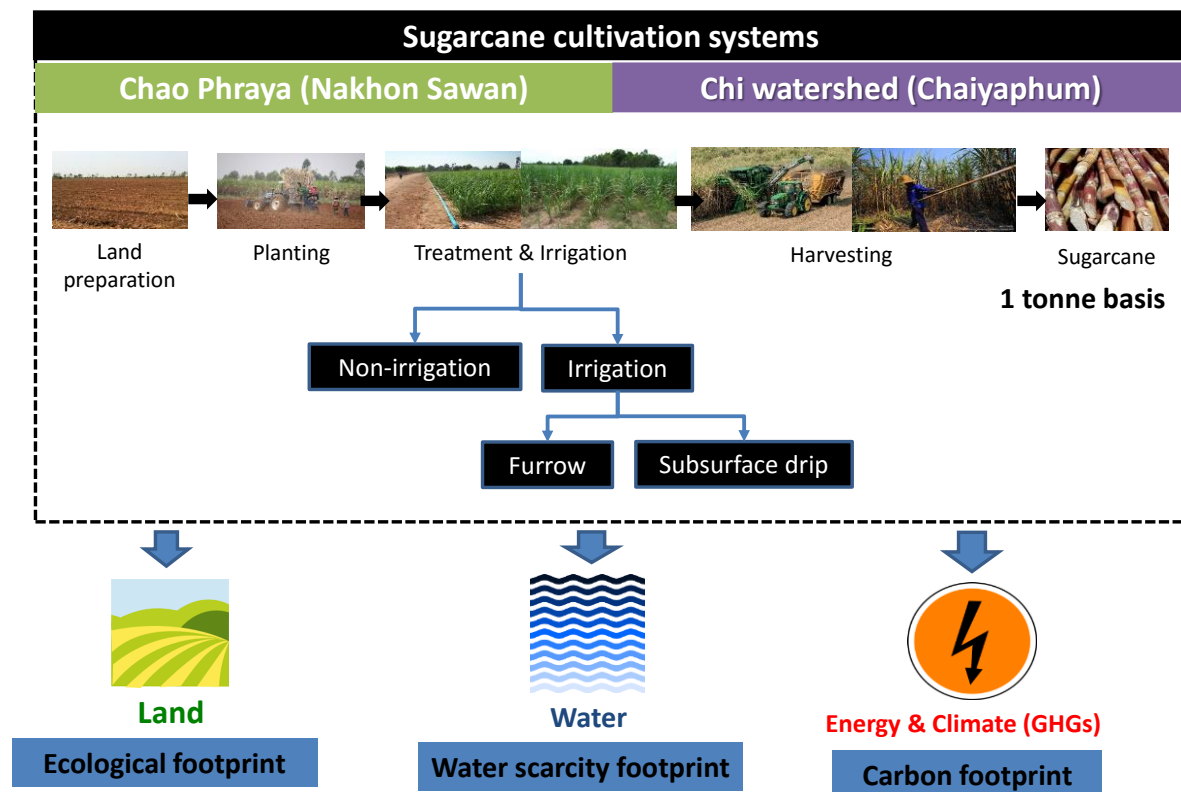 Sugarcane cultivation systems
Chao Phraya (Nakhon Sawan)
Chi watershed (Chaiyaphum)
Land
preparation
Planting
Treatment & Irrigation
Harvesting
Sugarcane
1 tonne basis
Non-irrigation
Irrigation
Furrow
Subsurface drip
Land
Water
Energy & Climate (GHGs)
Ecological footprint
Water scarcity footprint
Carbon footprint